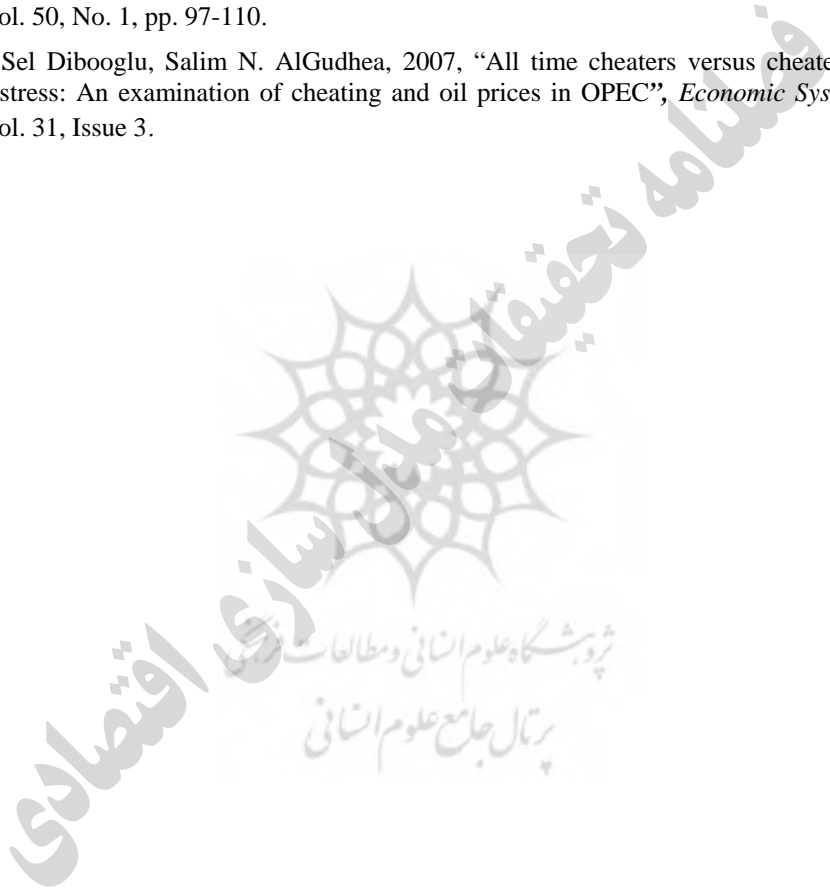 ol. 50, No. 1, pp. 97-110.
Sel Dibooglu, Salim N. AlGudhea, 2007, “All time cheaters versus cheate
stress: An examination of cheating and oil prices in OPEC”, Economic Sys
ol. 31, Issue 3.
فصلنامه تحقیقات مدل سازی اقتصادی
پژوهشگاه علوم انسانی و مطالعات فرهنگی
پرتال جامع علوم انسانی